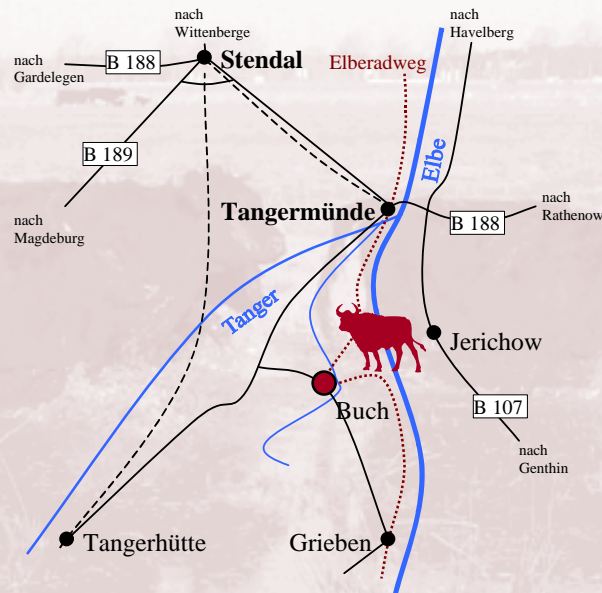 nach
Wittenberge
nach
Havelberg
Stendal
nach
Gardelegen
B 188
Elberadweg
B 189
Elbe
nach
Magdeburg
Tangermünde
B 188
nach
Rathenow
Tanger
Jerichow
Buch
B 107
nach
Genthin
Tangerhütte
Grieben